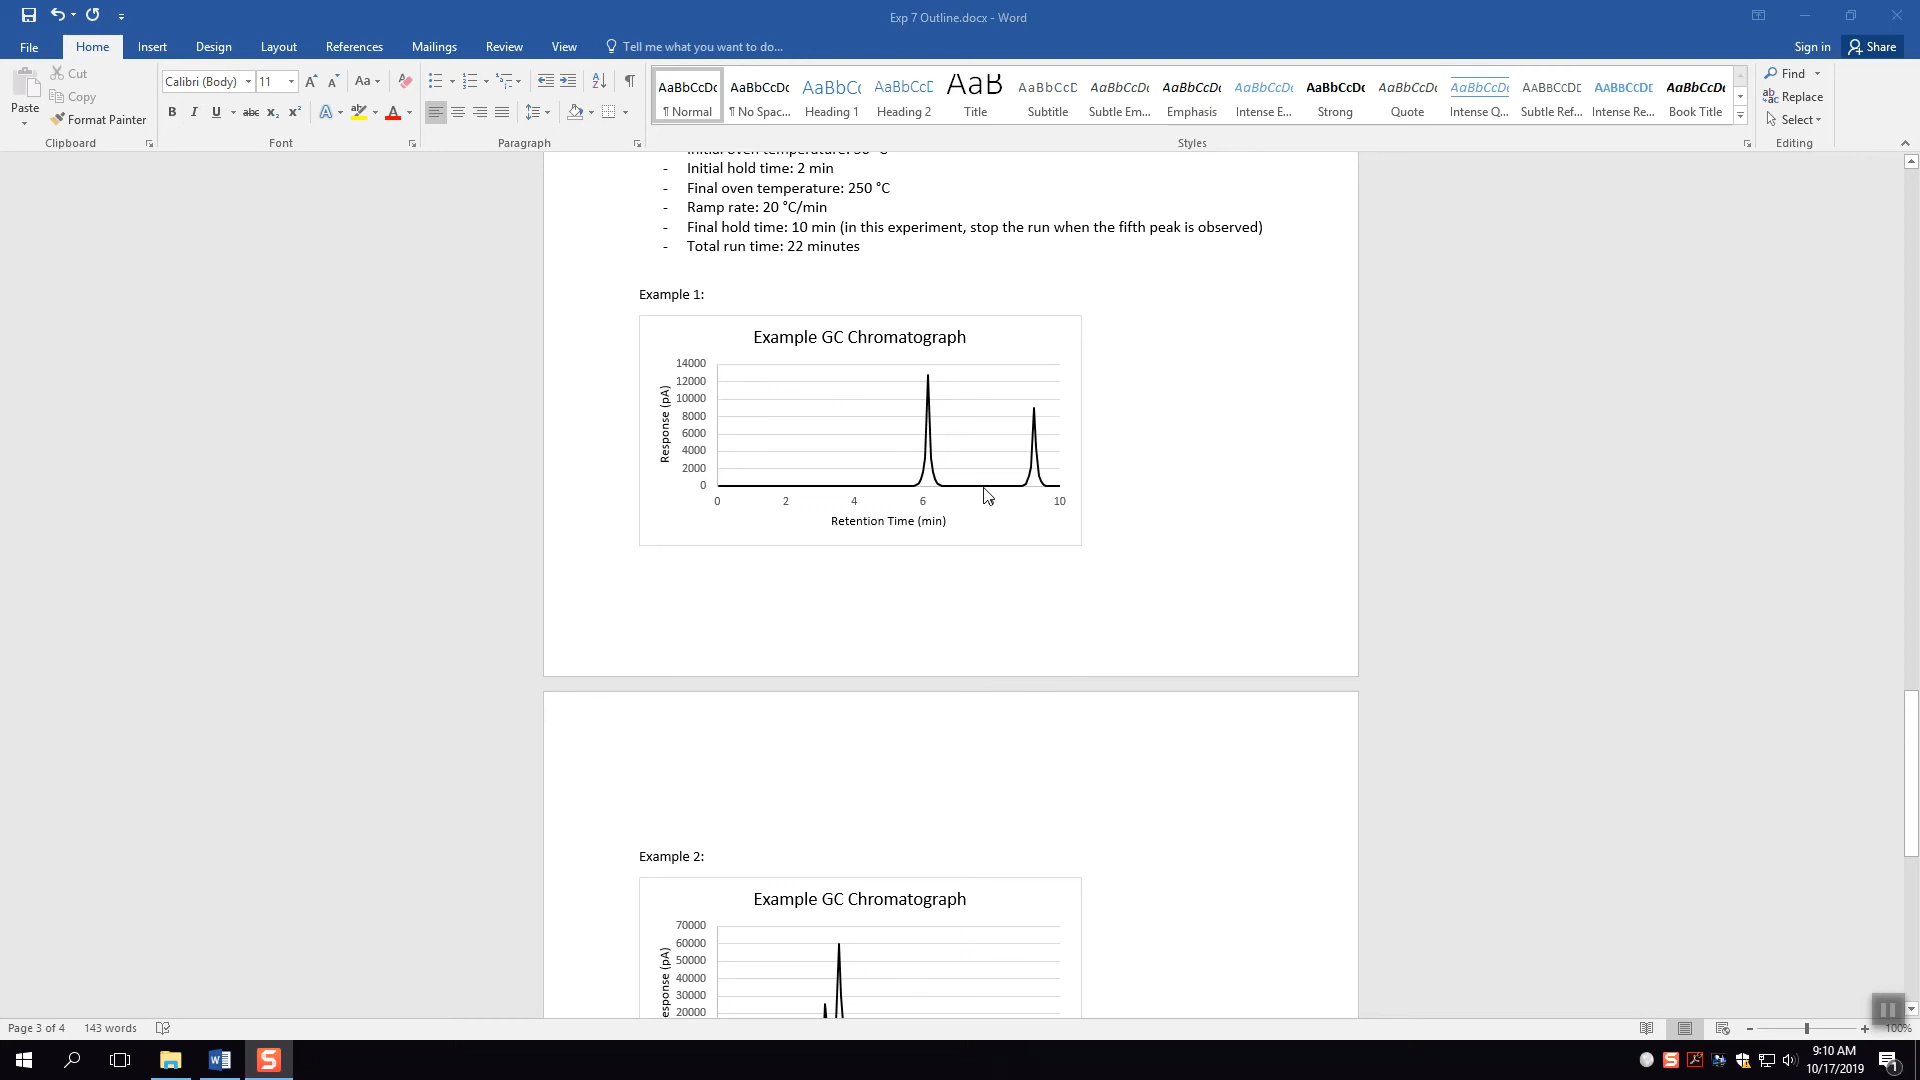 Exp 7 Outline.docx - Word
File Home Insert Design Layout References Mailings Review View Tell me what you want to do... Sign in Share
Paste
Cut
Copy
Format Painter
Clipboard
Calibri (Body) 11
Font
Paragraph
AaBbCcDc AaBbCcDc AaBbCc AaBbCcD AaB AaBbCcD AaBbCcDc AaBbCcDc AaBbCcDc AaBbCcDc AaBbCcDc AaBbCcDc AABBCCDD AABBCCDD AaBbCcDc
¶ Normal ¶ No Spac... Heading 1 Heading 2 Title Subtitle Subtle Em... Emphasis Intense E... Strong Quote Intense Q... Subtle Ref... Intense Re... Book Title
Styles
Find
Replace
Select
Editing
- Initial hold time: 2 min
- Final oven temperature: 250 °C
- Ramp rate: 20 °C/min
- Final hold time: 10 min (in this experiment, stop the run when the fifth peak is observed)
- Total run time: 22 minutes
Example 1:
Example GC Chromatograph
Response (pA)
14000
12000
10000
8000
6000
4000
2000
0
0 2 4 6 10
Retention Time (min)
Example 2:
Example GC Chromatograph
70000
60000
50000
40000
30000
20000
Page 3 of 4 143 words
100%
9:10 AM
10/17/2019